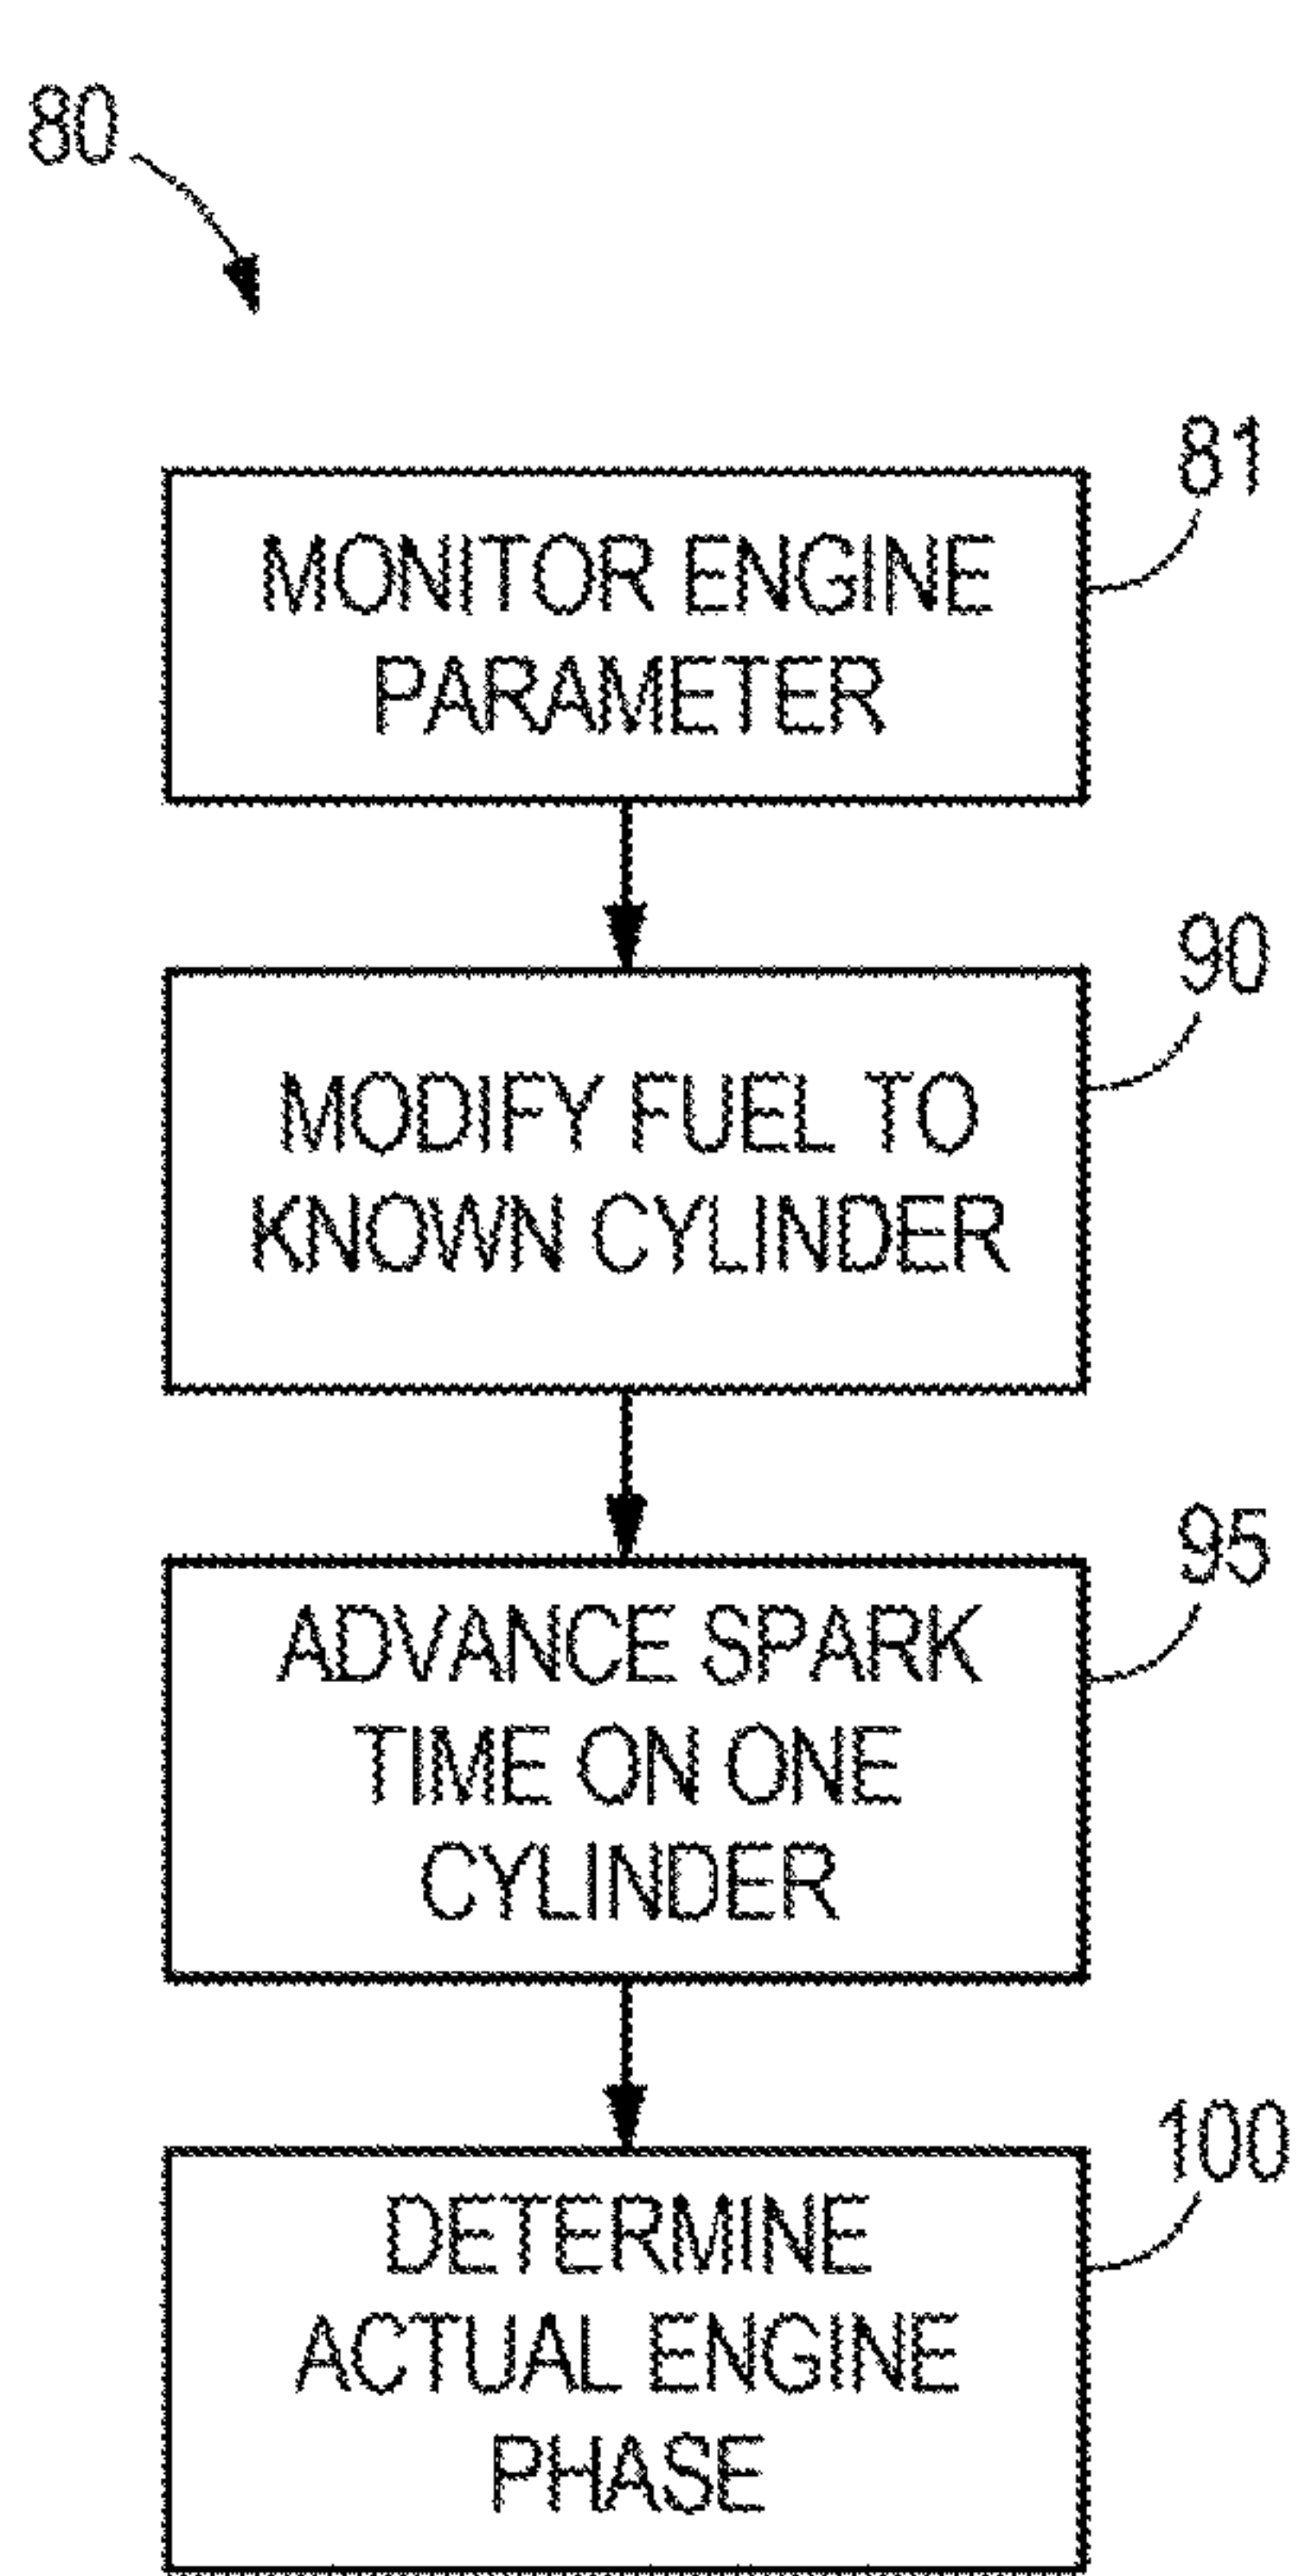 80
81
MONITOR ENGINE
PARAMETER
90
MODIFY FUEL TO
KNOWN CYLINDER
95
ADVANCE SPARK
TIME ON ONE
CYLINDER
100
DETERMINE
ACTUAL ENGINE
PHASE